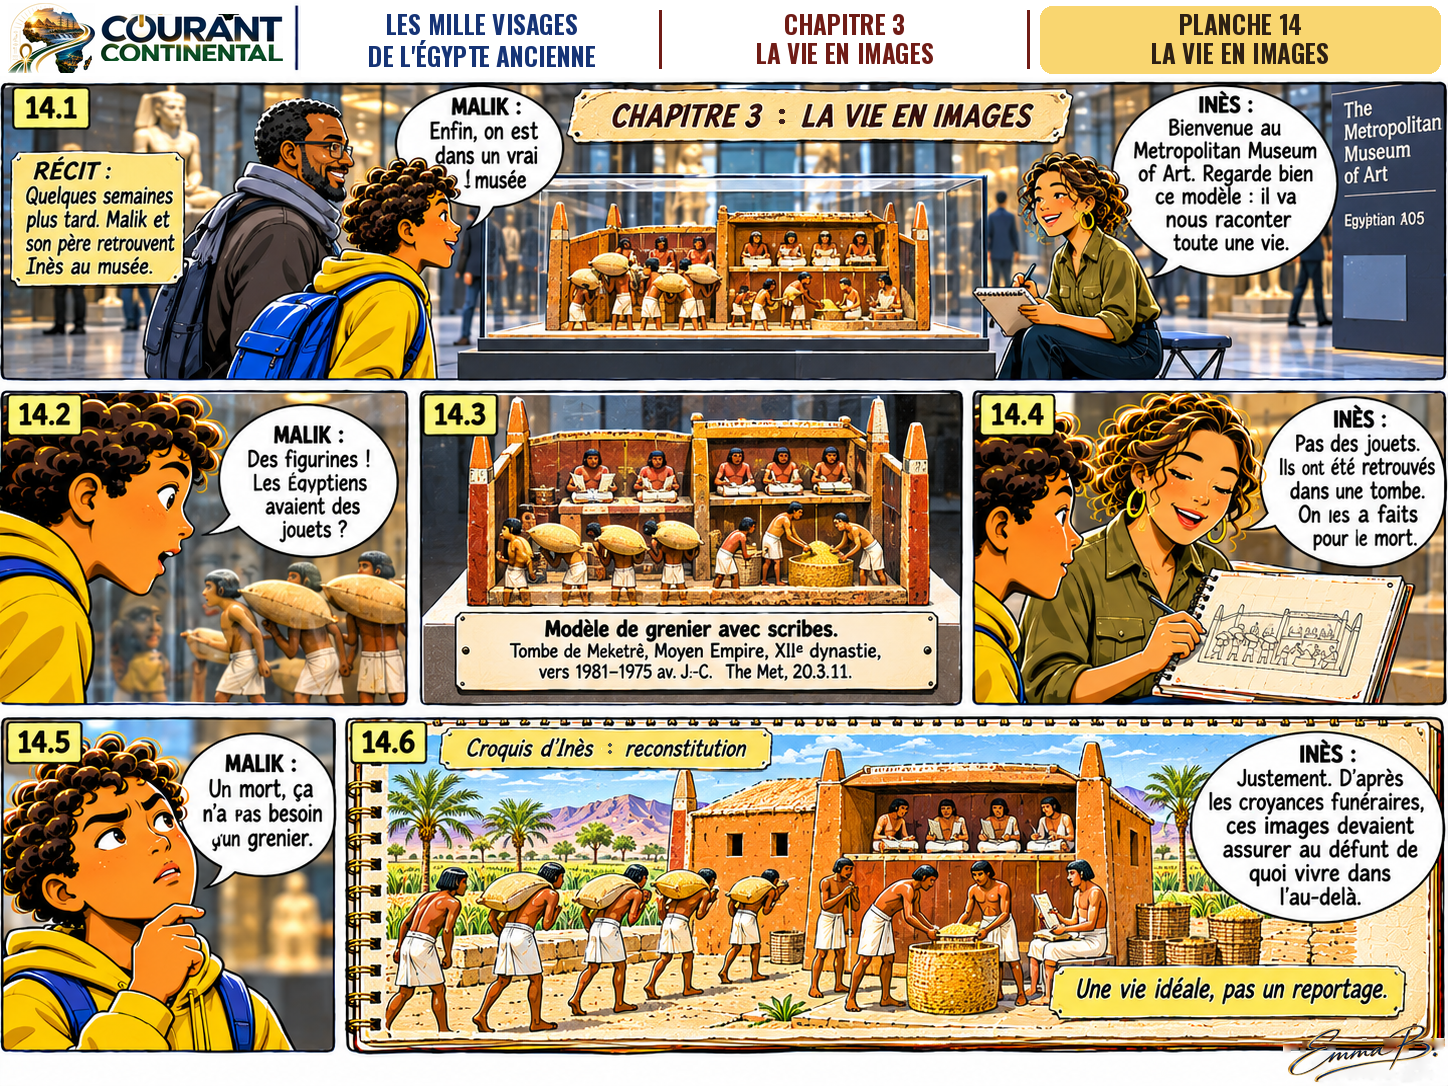 COURANT
CONTINENTAL
LES MILLE VISAGES
DE L'ÉGYPTE ANCIENNE
CHAPITRE 3
LA VIE EN IMAGES
PLANCHE 14
LA VIE EN IMAGES
14.1
RÉCIT :
Quelques semaines
plus tard. Malik et
son père retrouvent
Inès au musée.
MALIK :
Enfin, on est
dans un vrai
! musée
CHAPITRE 3 : LA VIE EN IMAGES
INÈS :
Bienvenue au
Metropolitan Museum
of Art. Regarde bien
ce modèle : il va
nous raconter
toute une vie.
The
Metropolitan
Museum
of Art
Egyptian 105
14.2
MALIK :
Des figurines !
Les Égyptiens
avaient des
jouets ?
14.3
Modèle de grenier avec scribes.
Tombe de Meketrê, Moyen Empire, XIIe dynastie,
vers 1981–1975 av. J.-C. The Met, 20.3.11.
14.4
INÈS :
Pas des jouets.
Ils ont été retrouvés
dans une tombe.
On les a faits
pour le mort.
14.5
MALIK :
Un mort, ça
n'a pas besoin
d'un grenier.
14.6
Croquis d'Inès : reconstitution
INÈS :
Justement. D'après
les croyances funéraires,
ces images devaient
assurer au défunt de
quoi vivre dans
l'au-delà.
Une vie idéale, pas un reportage.
Emma B.